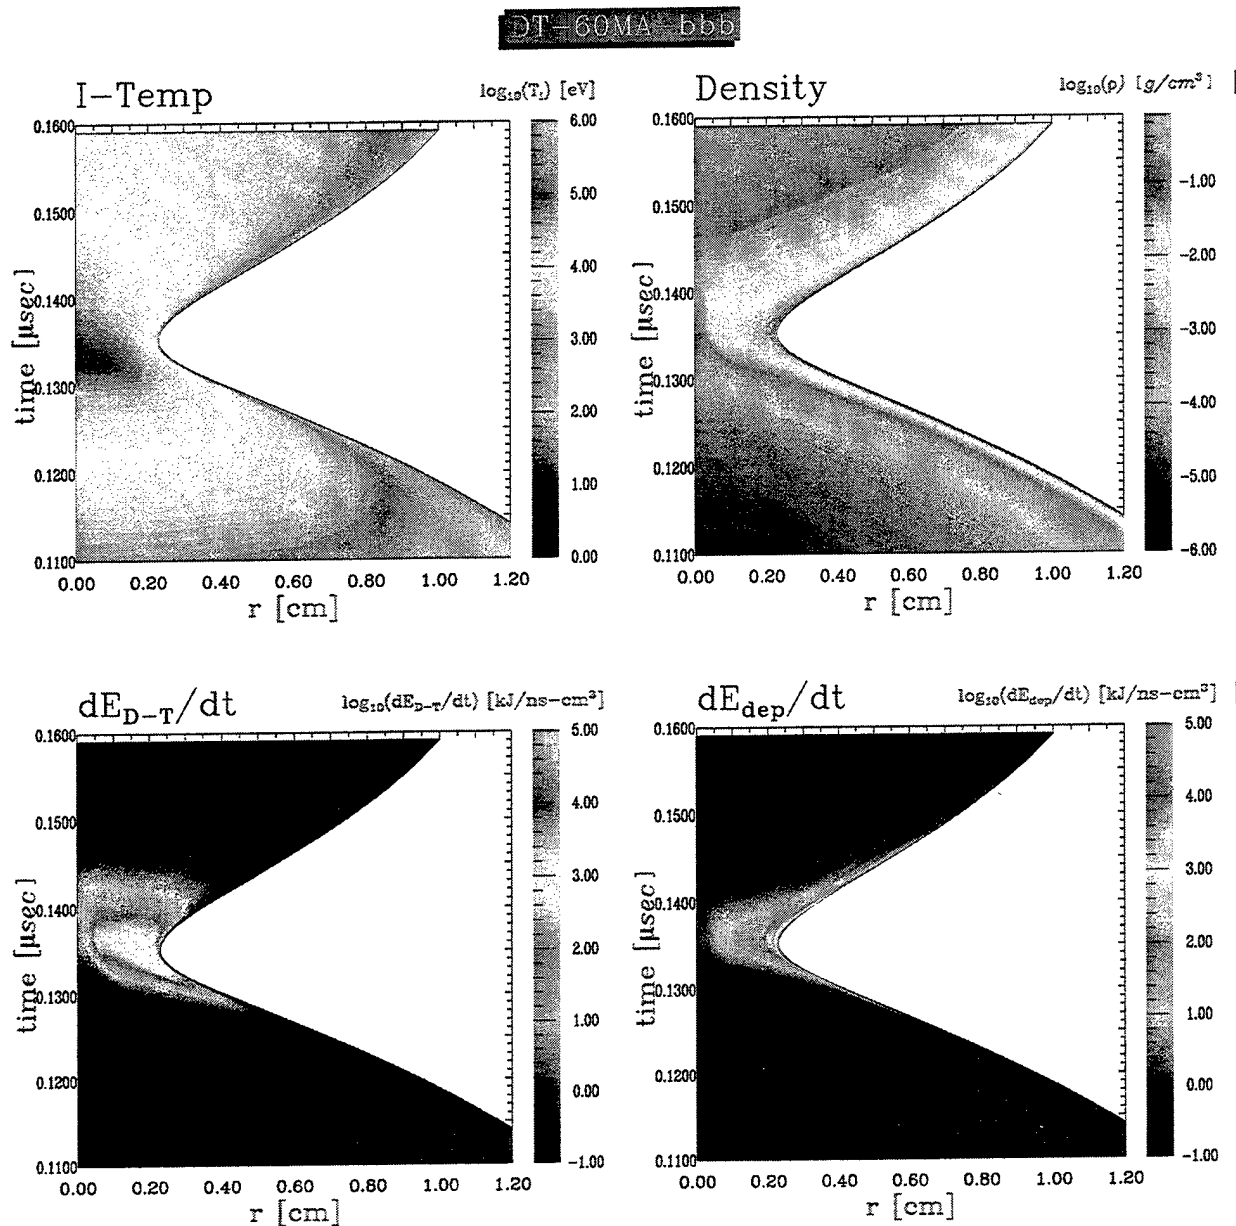 DT-60MA-bbb
I-Temp
log₁₀(Tᵢ) [eV]
0.1600
0.1500
0.1400
0.1300
0.1200
0.1100
time [μsec]
0.00 0.20 0.40 0.60 0.80 1.00 1.20
r [cm]
6.00
5.00
4.00
3.00
2.00
1.00
0.00
Density
log₁₀(ρ) [g/cm³]
0.1600
0.1500
0.1400
0.1300
0.1200
0.1100
time [μsec]
0.00 0.20 0.40 0.60 0.80 1.00 1.20
r [cm]
-1.00
-2.00
-3.00
-4.00
-5.00
-6.00
dE_D-T/dt
log₁₀(dE_D-T/dt) [kJ/ns-cm³]
0.1600
0.1500
0.1400
0.1300
0.1200
0.1100
time [μsec]
0.00 0.20 0.40 0.60 0.80 1.00 1.20
r [cm]
5.00
4.00
3.00
2.00
1.00
0.00
-1.00
dE_dep/dt
log₁₀(dE_dep/dt) [kJ/ns-cm³]
0.1600
0.1500
0.1400
0.1300
0.1200
0.1100
time [μsec]
0.00 0.20 0.40 0.60 0.80 1.00 1.20
r [cm]
5.00
4.00
3.00
2.00
1.00
0.00
-1.00